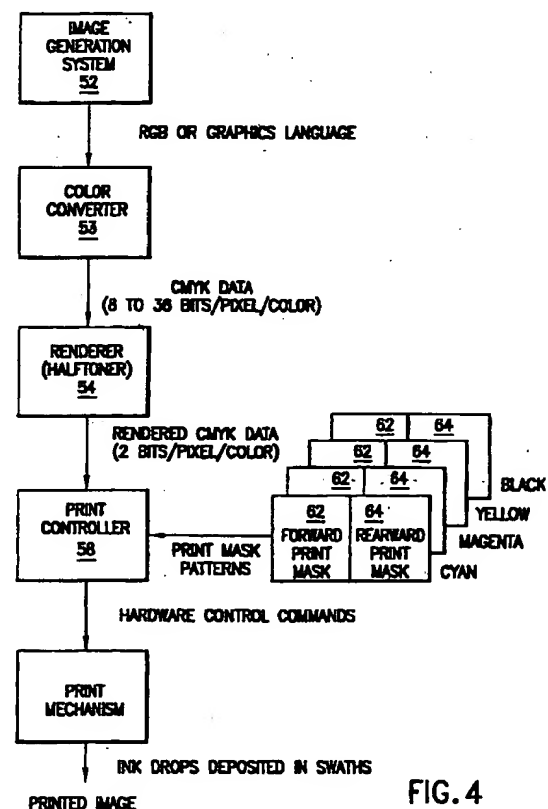 IMAGE
GENERATION
SYSTEM
52
RGB OR GRAPHICS LANGUAGE
COLOR
CONVERTER
53
CMYK DATA
(8 TO 36 BITS/PIXEL/COLOR)
RENDERER
(HALFTONER)
54
RENDERED CMYK DATA
(2 BITS/PIXEL/COLOR)
62 64
62 64
62 64
BLACK
YELLOW
MAGENTA
CYAN
62 64
FORWARD REARWARD
PRINT PRINT
MASK MASK
PRINT
CONTROLLER
58
PRINT MASK
PATTERNS
HARDWARE CONTROL COMMANDS
PRINT
MECHANISM
INK DROPS DEPOSITED IN SWATHS
PRINTED IMAGE
FIG. 4